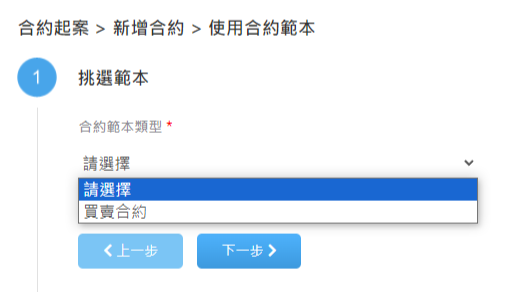 合約起案 > 新增合約 > 使用合約範本
1 挑選範本
合約範本類型 *
請選擇
請選擇
買賣合約
上一步 下一步